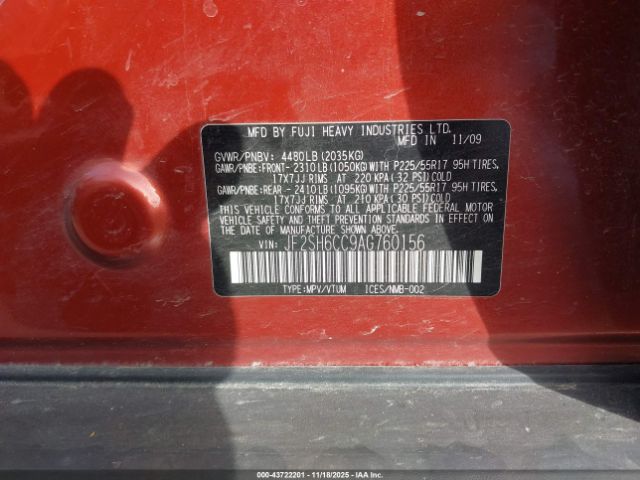 MFD BY FUJI HEAVY INDUSTRIES LTD.
MFD IN 11/09
GVWR/PNBV: 4480LB (2035KG)
GAWR/PNBE:FRONT- 2310LB (1050KG) WITH P225/55R17 95H TIRES,
17X7JJ RIMS AT 220 KPA (32 PSI) COLD
GAWR/PNBE:REAR - 2410LB (1095KG) WITH P225/55R17 95H TIRES,
17X7JJ RIMS AT 210 KPA (30 PSI) COLD
THIS VEHICLE CONFORMS TO ALL APPLICABLE FEDERAL MOTOR
VEHICLE SAFETY AND THEFT PREVENTION STANDARDS IN EFFECT
ON THE DATE OF MANUFACTURE SHOWN ABOVE.
VIN: JF2SH6CC9AG760156
TYPE:MPV/VTUM ICES/NMB-002
000-43722201 - 11/18/2025 - IAAI.COM